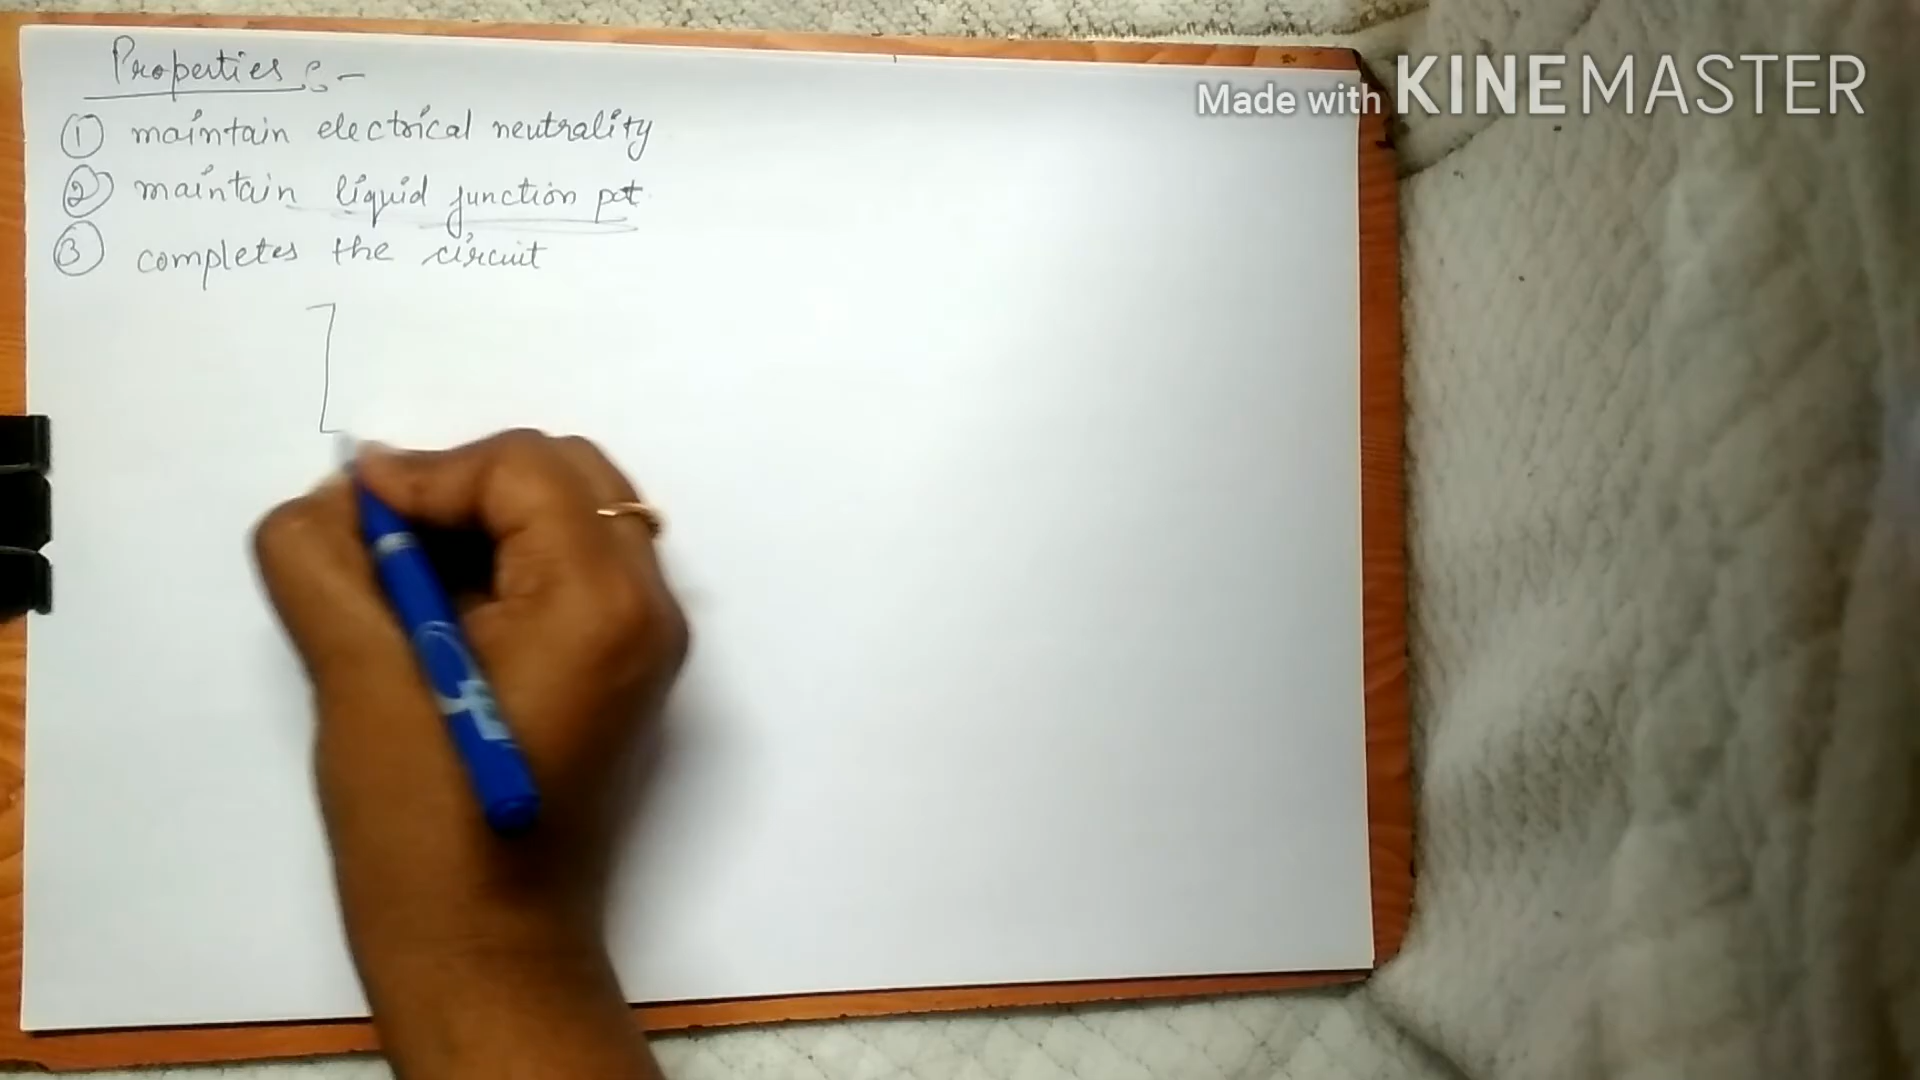 Properties :-
① maintain electrical neutrality
② maintain liquid junction pot.
③ completes the circuit
Made with KINEMASTER